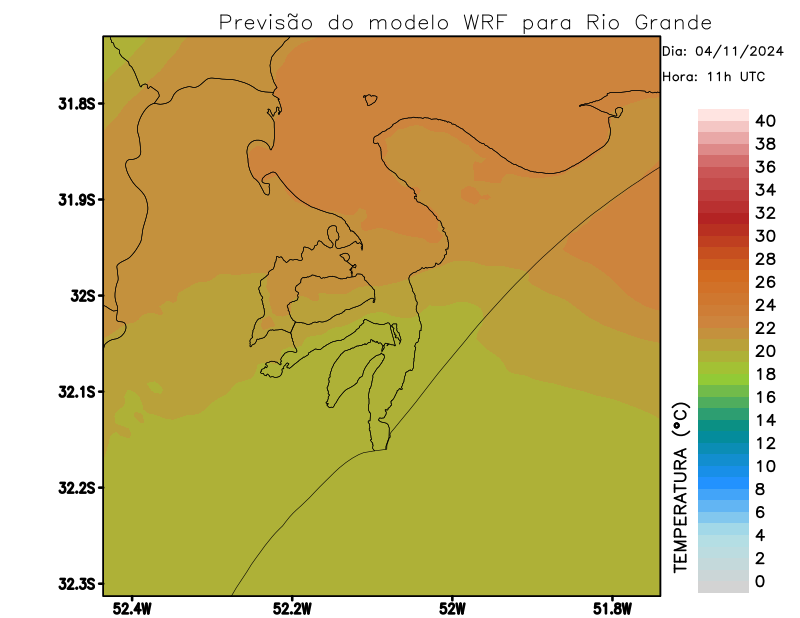 Previsão do modelo WRF para Rio Grande
Dia: 04/11/2024
Hora: 11h UTC
31.8S
31.9S
32S
32.1S
32.2S
32.3S
52.4W
52.2W
52W
51.8W
TEMPERATURA (°C)
40
38
36
34
32
30
28
26
24
22
20
18
16
14
12
10
8
6
4
2
0